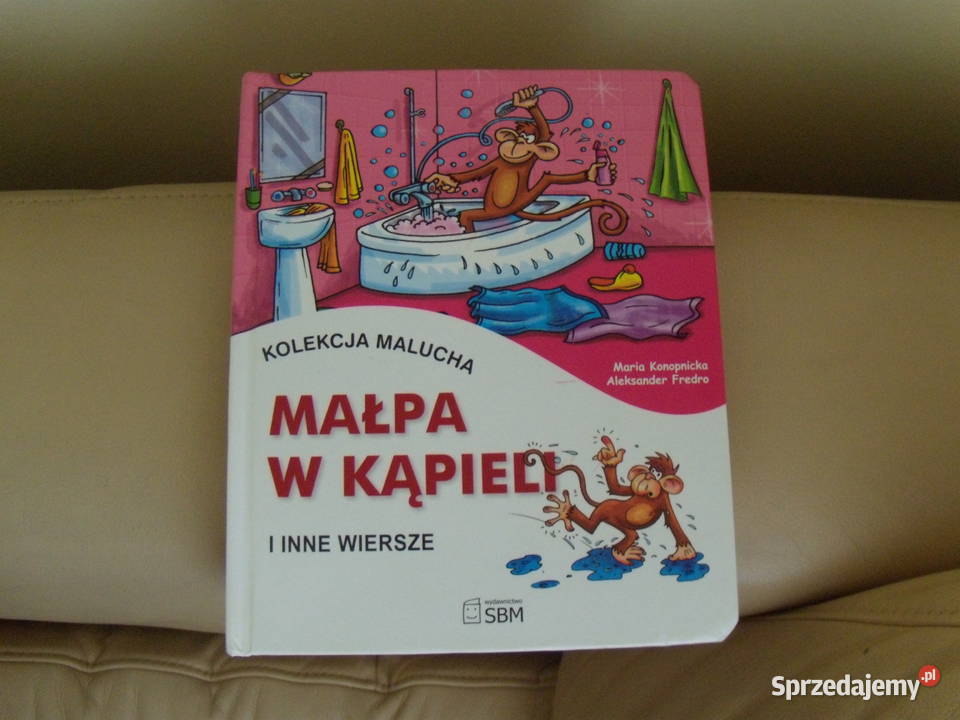 KOLEKCJA MALUCHA
Maria Konopnicka
Aleksander Fredro
MAŁPA
W KĄPIELI
I INNE WIERSZE
wydawnictwo
SBM
Sprzedajemy.pl